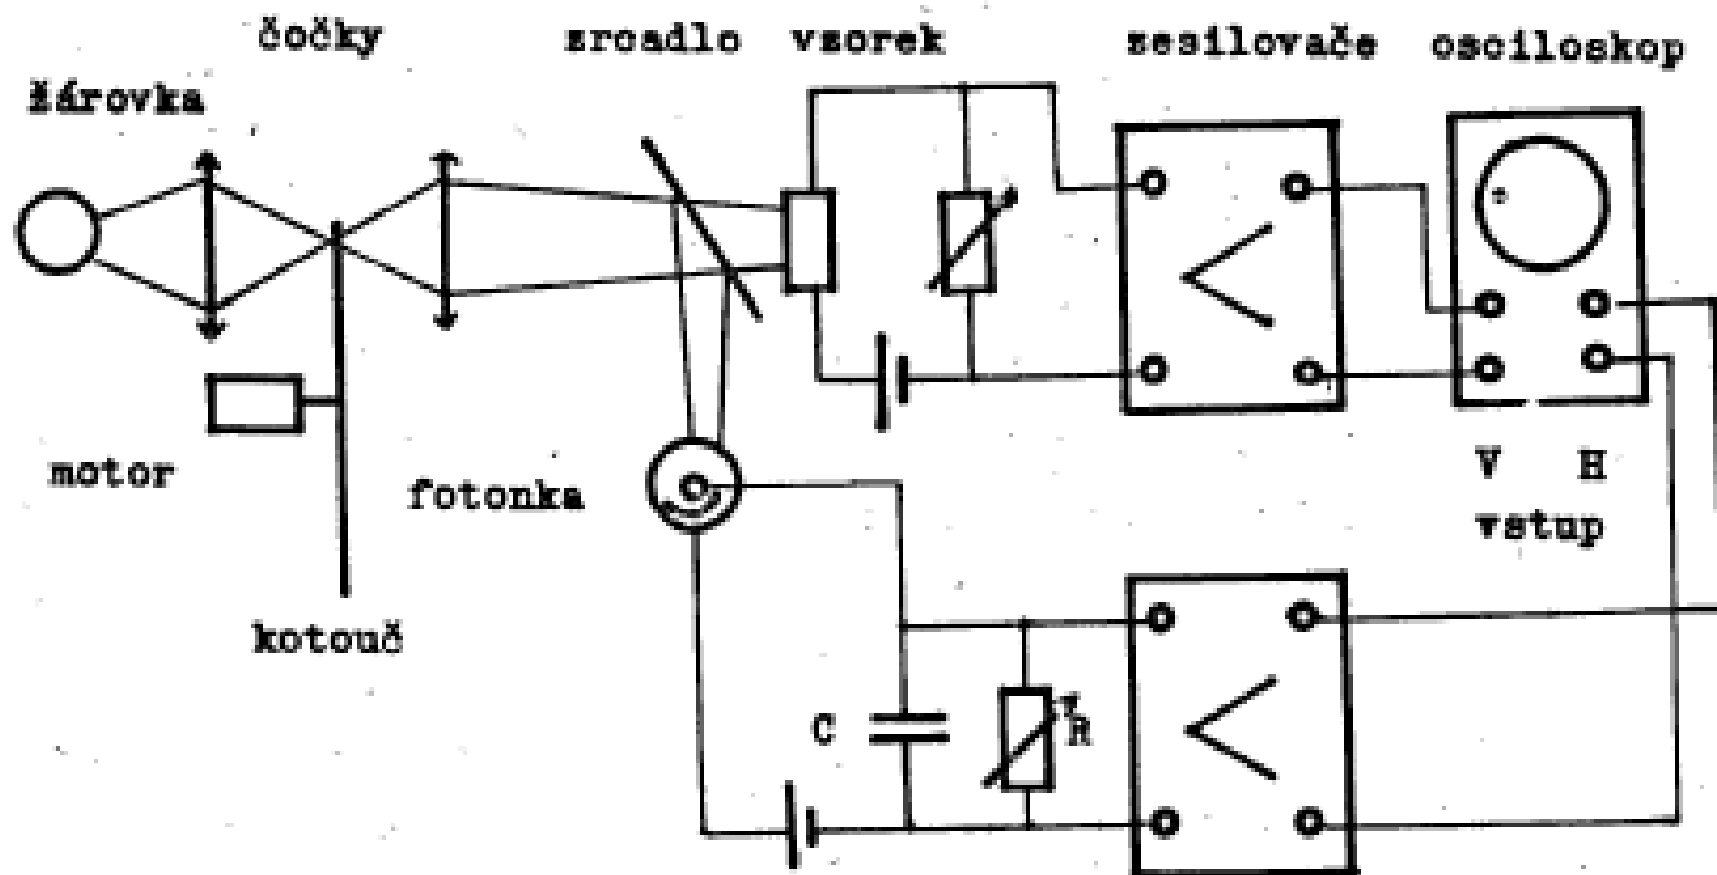 čočky
zrcadlo
vzorek
zesilovače
osciloskop
žárovka
motor
fotonka
V H
vstup
kotouč
C
R